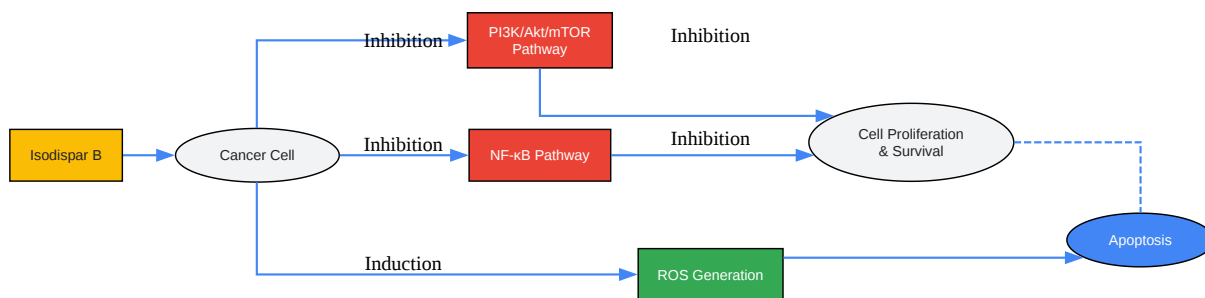 Inhibition
PI3K/Akt/mTOR
Pathway
Inhibition
Isodispar B
Cancer Cell
Inhibition
NF-κB Pathway
Inhibition
Cell Proliferation
& Survival
Induction
ROS Generation
Apoptosis